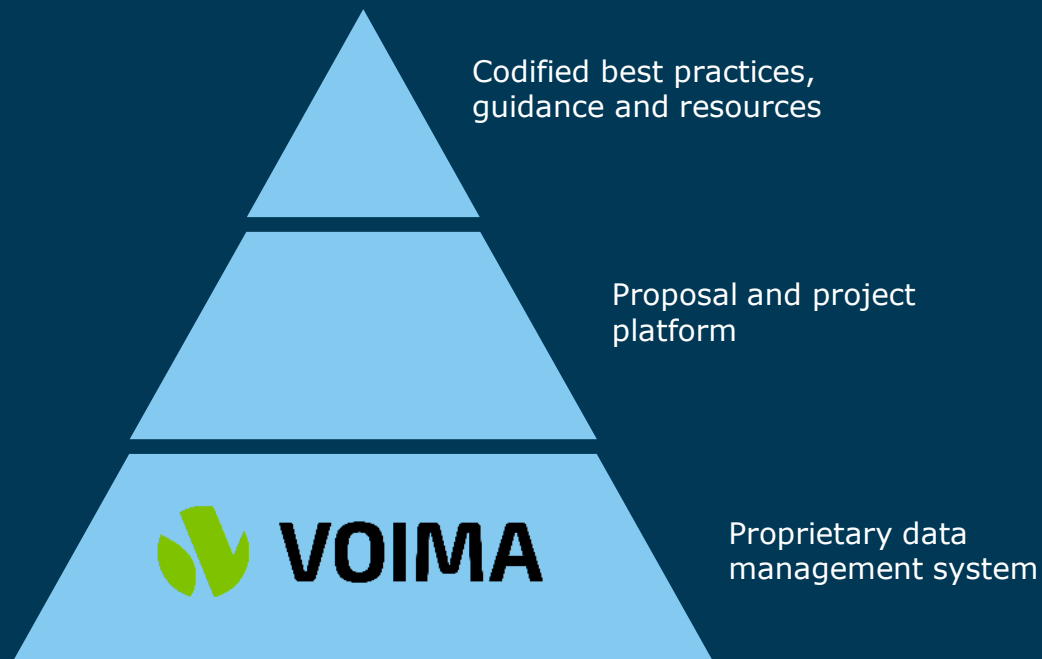 Codified best practices,
guidance and resources
Proposal and project
platform
VOIMA
Proprietary data
management system